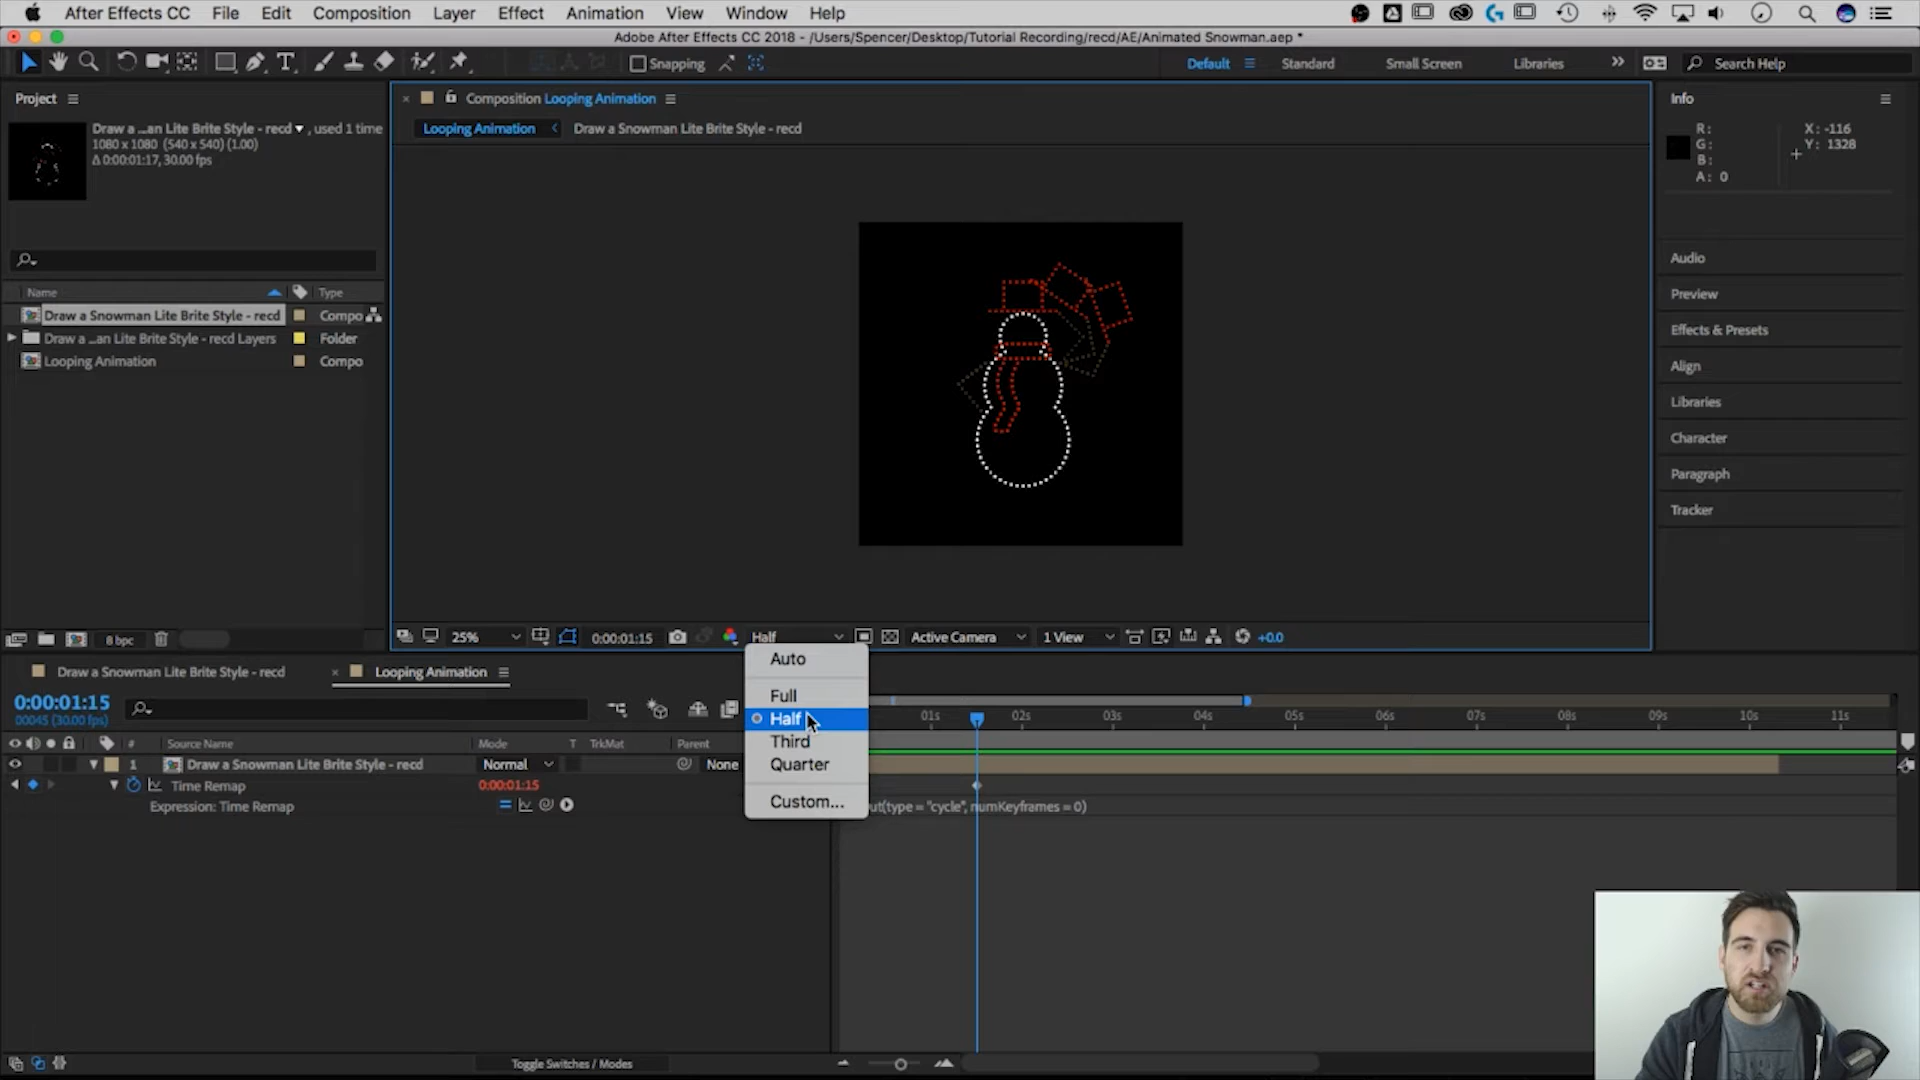 After Effects CC File Edit Composition Layer Effect Animation View Window Help
Adobe After Effects CC 2018 - /Users/Spencer/Desktop/Tutorial Recording/recd/AE/Animated Snowman.aep *
T Snapping Default Standard Small Screen Libraries Search Help
Project
Draw a ...an Lite Brite Style - recd , used 1 time
1080 x 1080 (540 x 540) (1.00)
Δ 0:00:01:17, 30.00 fps
Name Type
Draw a Snowman Lite Brite Style - recd Compo
Draw a ...an Lite Brite Style - recd Layers Folder
Looping Animation Compo
8 bpc
Composition Looping Animation
Looping Animation Draw a Snowman Lite Brite Style - recd
25% 0:00:01:15 Half Active Camera 1 View +0.0
Auto
Full
Half
Third
Quarter
Custom...
Info
R: X: -116
G: Y: 1328
B:
A: 0
Audio
Preview
Effects & Presets
Align
Libraries
Character
Paragraph
Tracker
Draw a Snowman Lite Brite Style - recd Looping Animation
0:00:01:15
00045 (30.00 fps)
01s 02s 03s 04s 05s 06s 07s 08s 09s 10s 11s
# Source Name Mode T TrkMat Parent
1 Draw a Snowman Lite Brite Style - recd Normal None
Time Remap 0:00:01:15
Expression: Time Remap ut(type = "cycle", numKeyframes = 0)
Toggle Switches / Modes